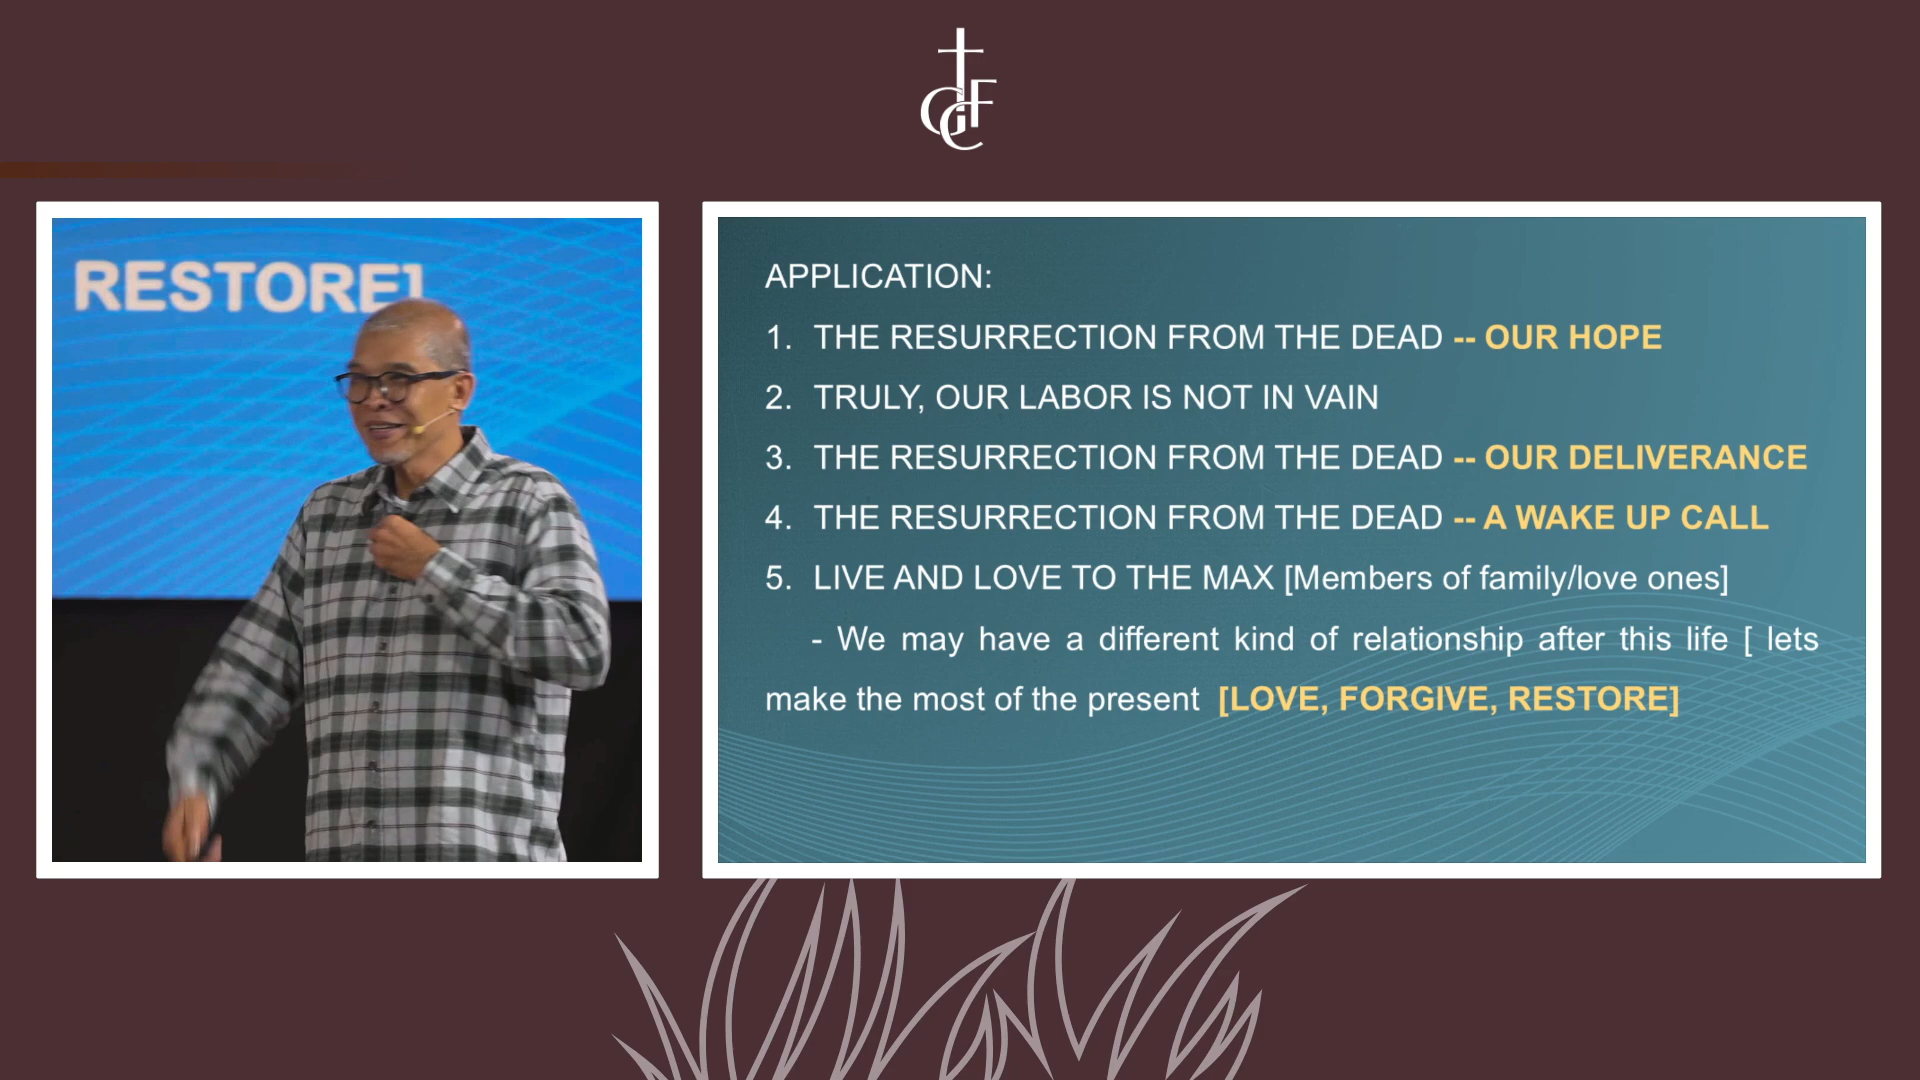 GCF
RESTORE]
APPLICATION:
1. THE RESURRECTION FROM THE DEAD -- OUR HOPE
2. TRULY, OUR LABOR IS NOT IN VAIN
3. THE RESURRECTION FROM THE DEAD -- OUR DELIVERANCE
4. THE RESURRECTION FROM THE DEAD -- A WAKE UP CALL
5. LIVE AND LOVE TO THE MAX [Members of family/love ones]
- We may have a different kind of relationship after this life [ lets
make the most of the present [LOVE, FORGIVE, RESTORE]